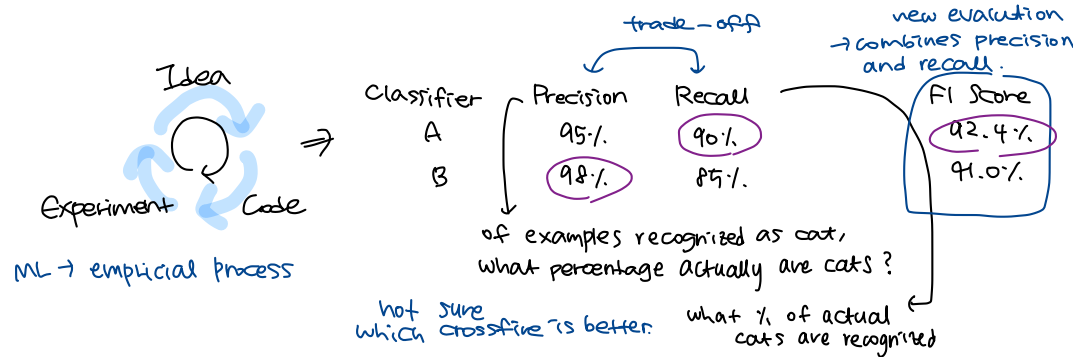 trade-off
new evaluation
→ combines precision
and recall.
Idea
Experiment
Code
ML → empiricial process
⇒
Classifier Precision Recall F1 Score
A 95% 90% 92.4%
B 98% 85% 91.0%
of examples recognized as cat,
what percentage actually are cats?
not sure
which crossfire is better.
what % of actual
cats are recognized